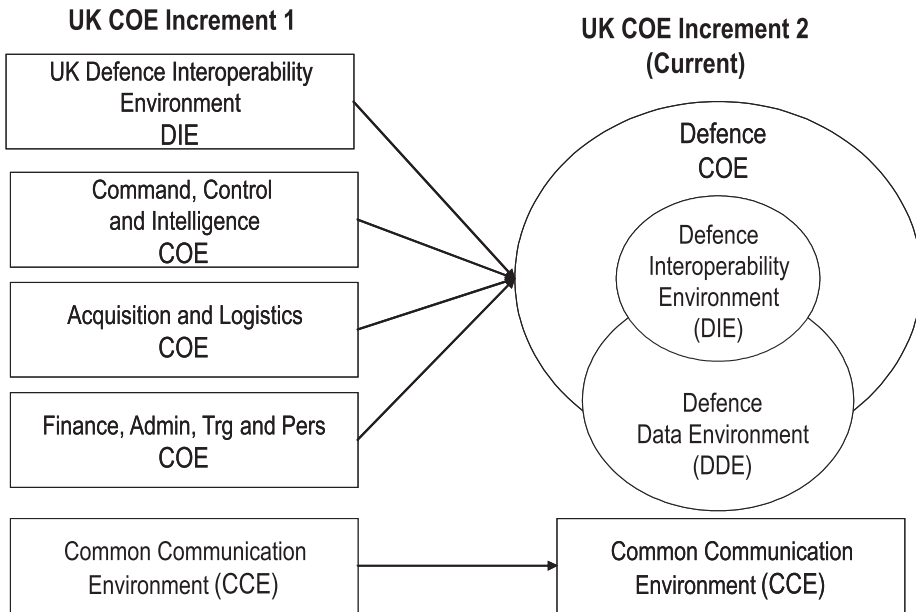 UK COE Increment 1
UK Defence Interoperability
Environment
DIE
Command, Control
and Intelligence
COE
Acquisition and Logistics
COE
Finance, Admin, Trg and Pers
COE
Common Communication
Environment (CCE)
UK COE Increment 2
(Current)
Defence
COE
Defence
Interoperability
Environment
(DIE)
Defence
Data Environment
(DDE)
Common Communication
Environment (CCE)